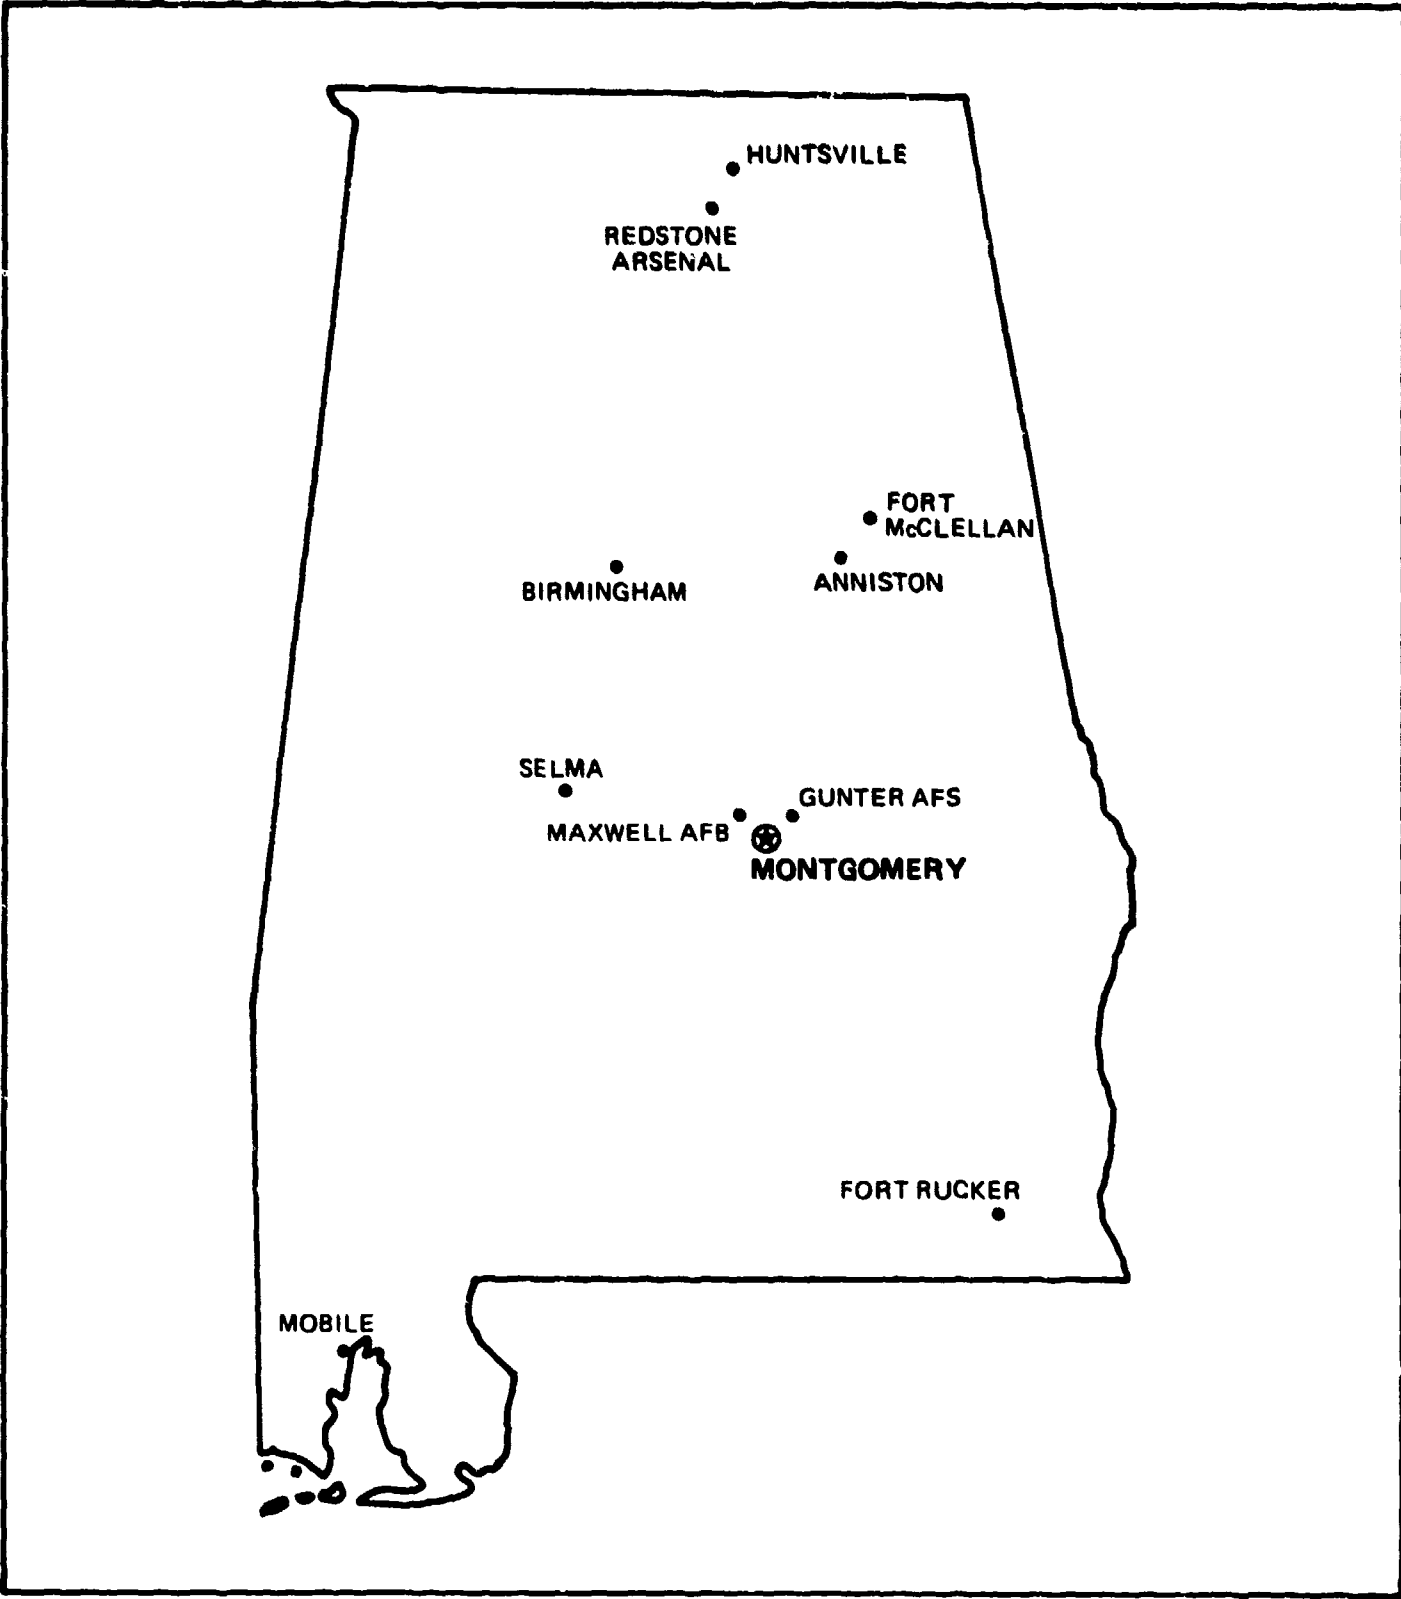 HUNTSVILLE
REDSTONE
ARSENAL
FORT
McCLELLAN
ANNISTON
BIRMINGHAM
SELMA
GUNTER AFS
MAXWELL AFB
MONTGOMERY
FORT RUCKER
MOBILE